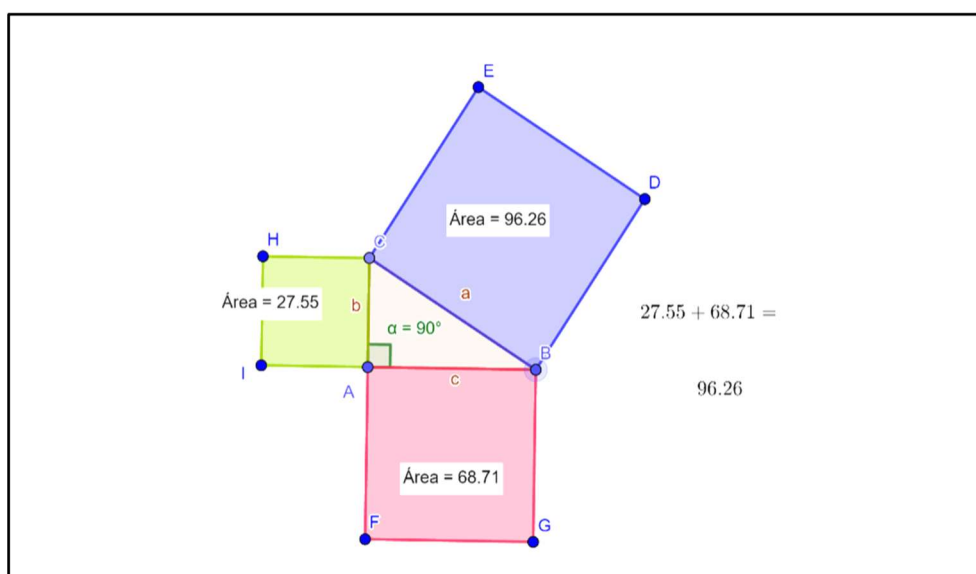 E
D
Área = 96.26
H
C
Área = 27.55
b
a
27.55 + 68.71 =
α = 90°
B
I
A
c
96.26
Área = 68.71
F
G